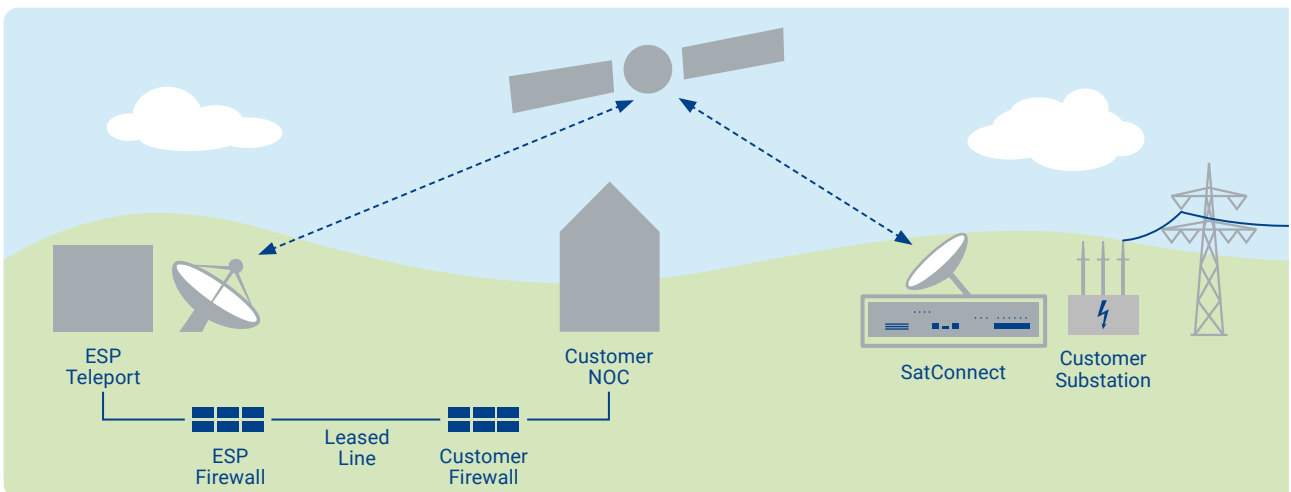 ESP
Teleport
Customer
NOC
SatConnect
Customer
Substation
ESP
Firewall
Leased
Line
Customer
Firewall